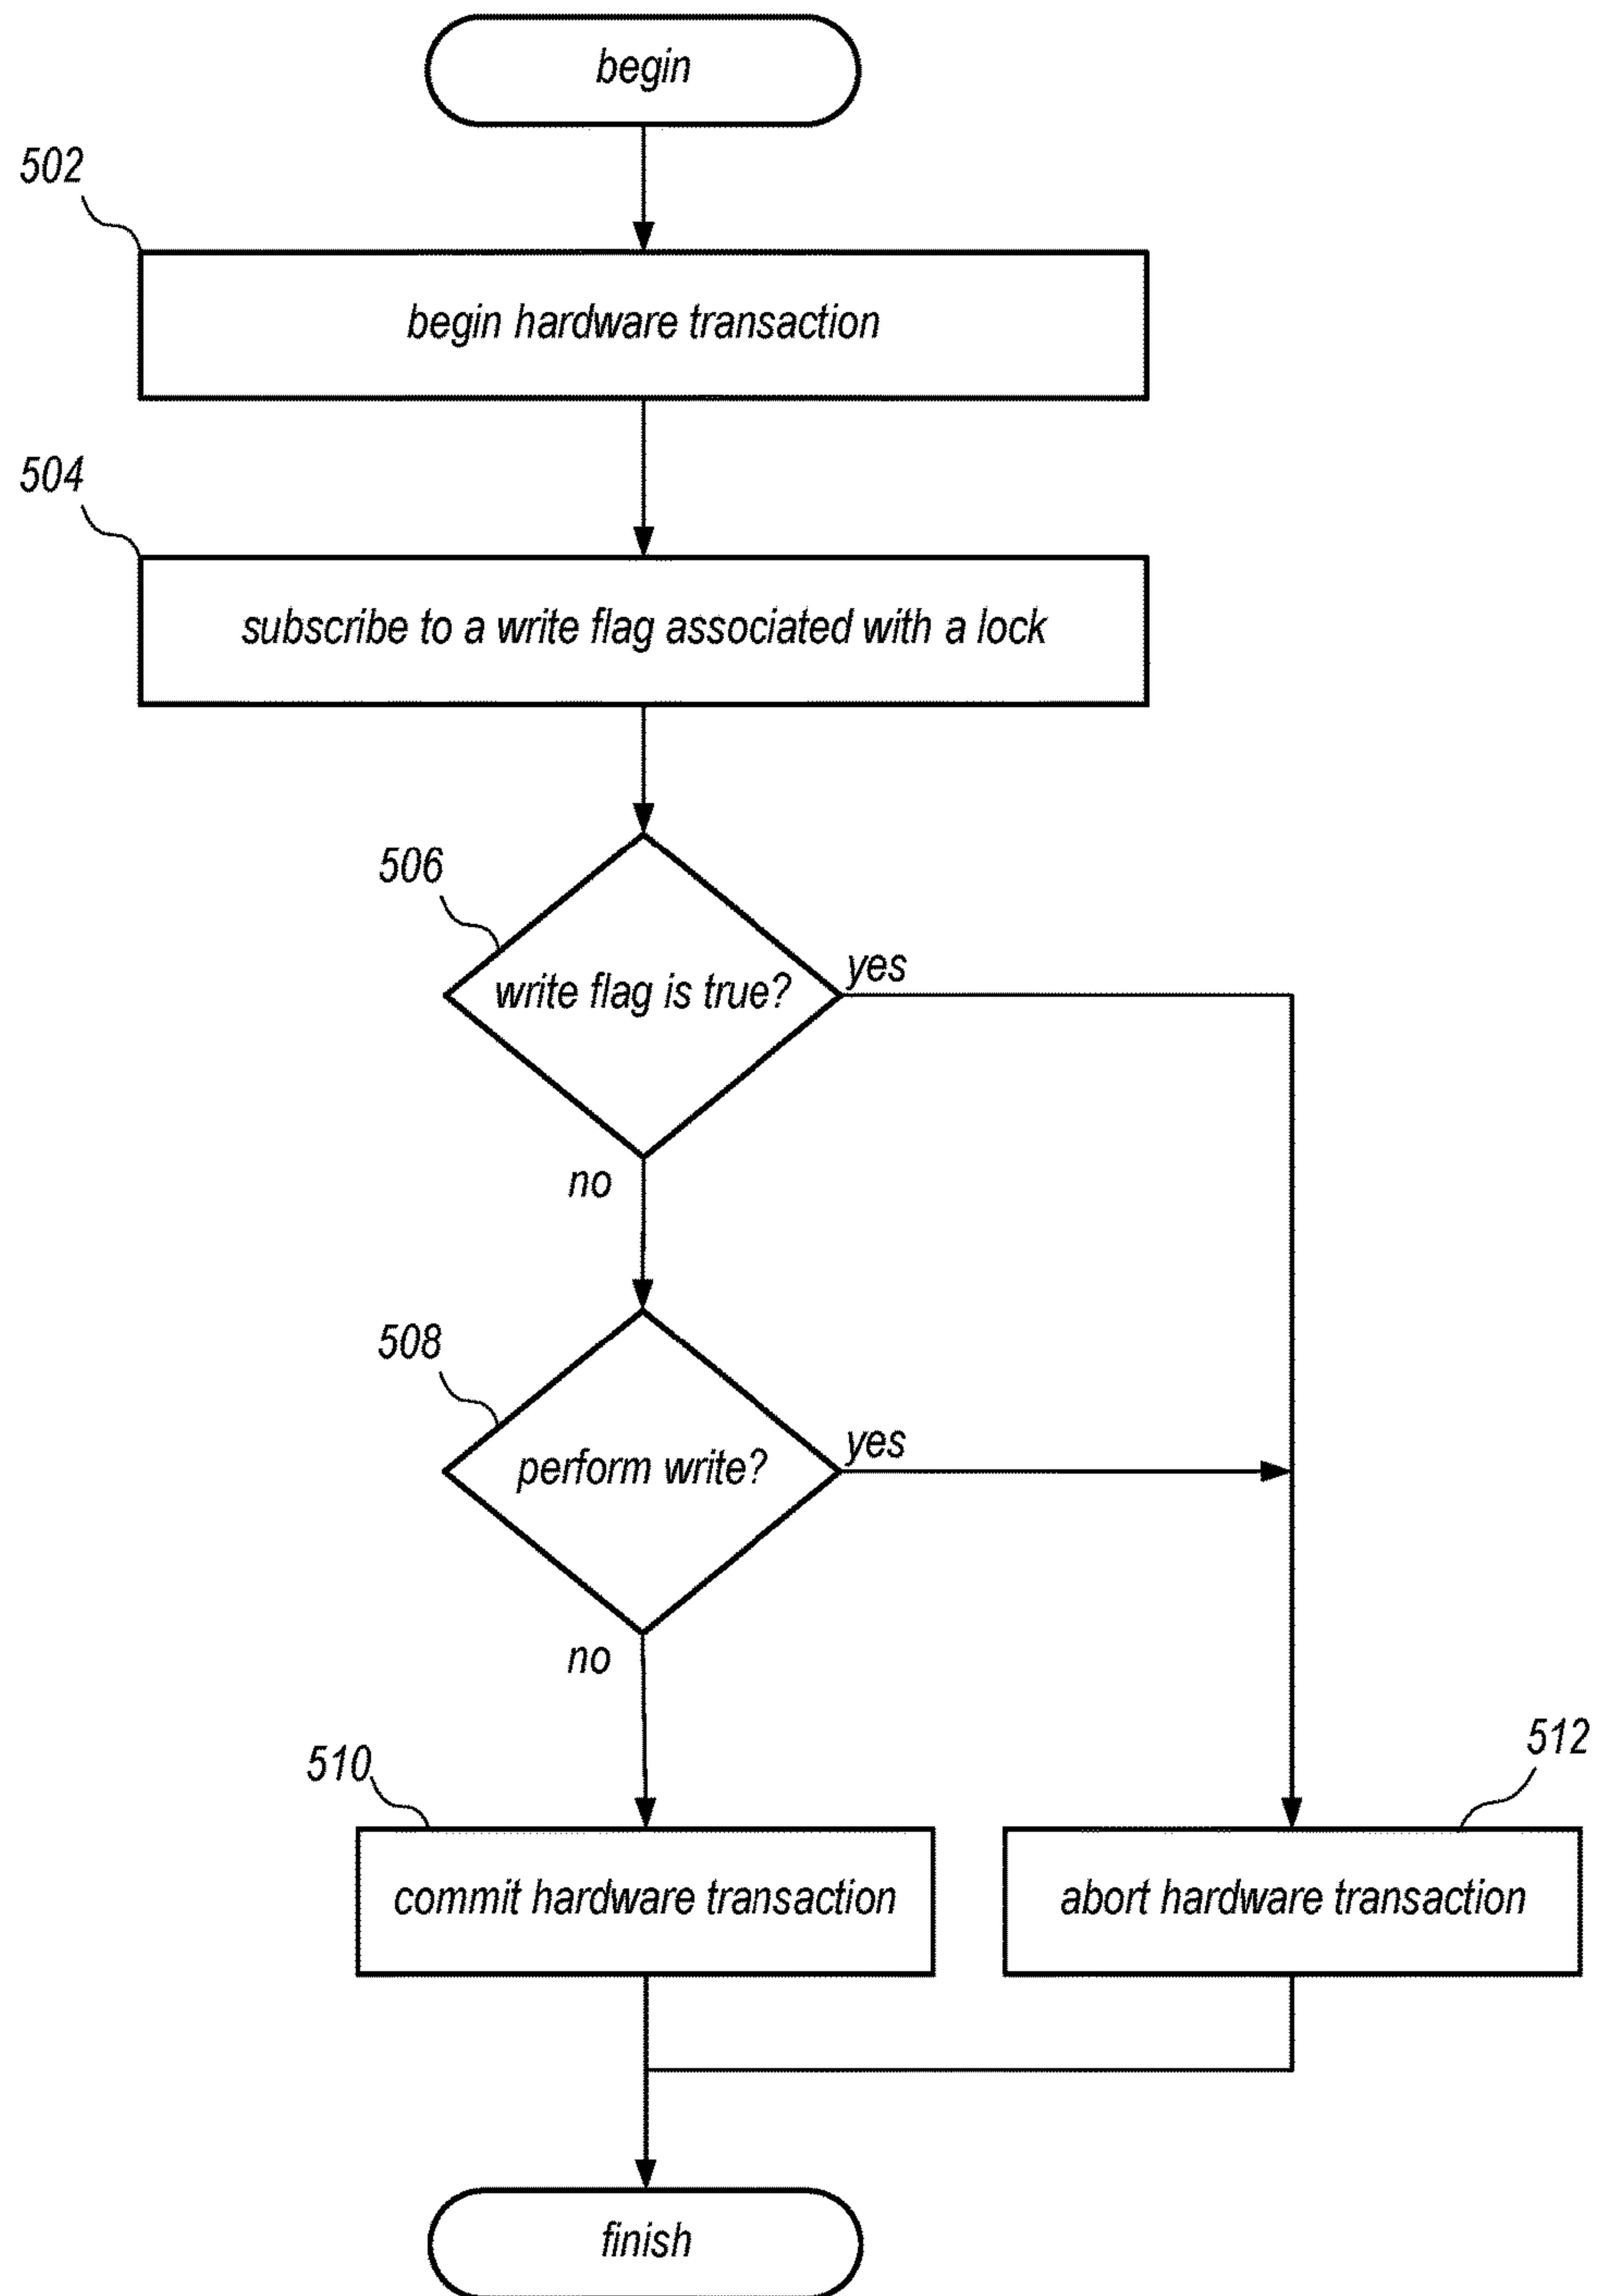 begin
502
begin hardware transaction
504
subscribe to a write flag associated with a lock
506
write flag is true?
yes
no
508
perform write?
yes
no
510
512
commit hardware transaction
abort hardware transaction
finish